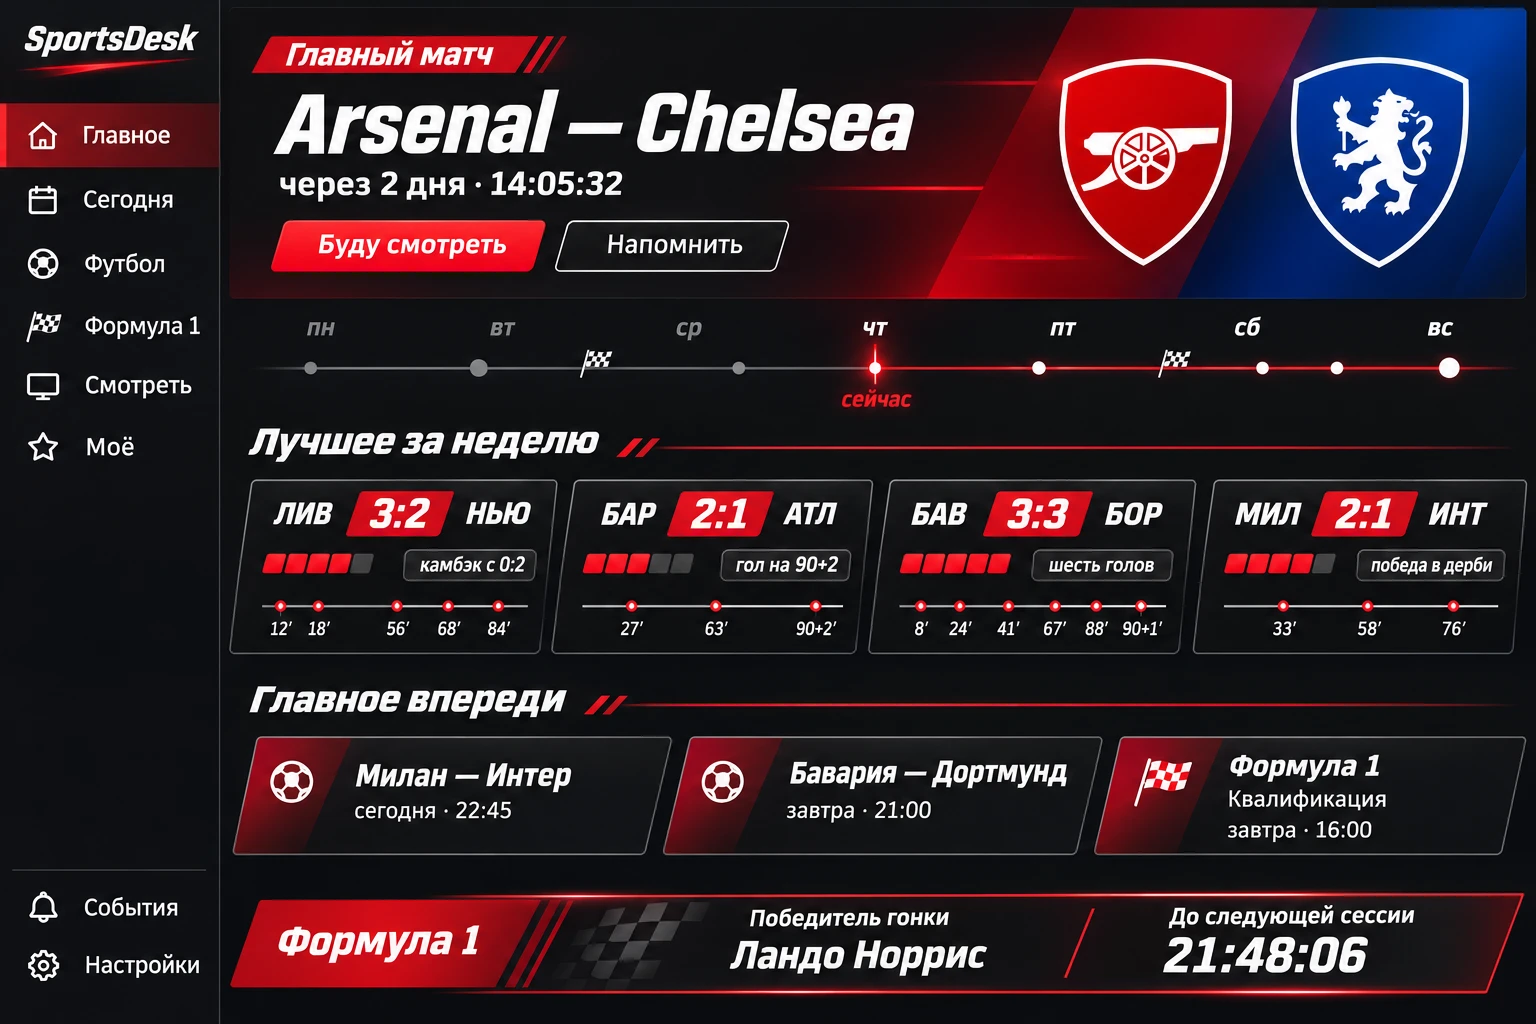 SportsDesk
Главное
Сегодня
Футбол
Формула 1
Смотреть
Моё
События
Настройки
Главный матч
Arsenal — Chelsea
через 2 дня · 14:05:32
Буду смотреть
Напомнить
пн вт ср чт пт сб вс
сейчас
Лучшее за неделю
ЛИВ 3:2 НЬЮ
камбэк с 0:2
12′ 18′ 56′ 68′ 84′
БАР 2:1 АТЛ
гол на 90+2
27′ 63′ 90+2′
БАВ 3:3 БОР
шесть голов
8′ 24′ 41′ 67′ 88′ 90+1′
МИЛ 2:1 ИНТ
победа в дерби
33′ 58′ 76′
Главное впереди
Милан — Интер
сегодня · 22:45
Бавария — Дортмунд
завтра · 21:00
Формула 1
Квалификация
завтра · 16:00
Формула 1
Победитель гонки
Ландо Норрис
До следующей сессии
21:48:06